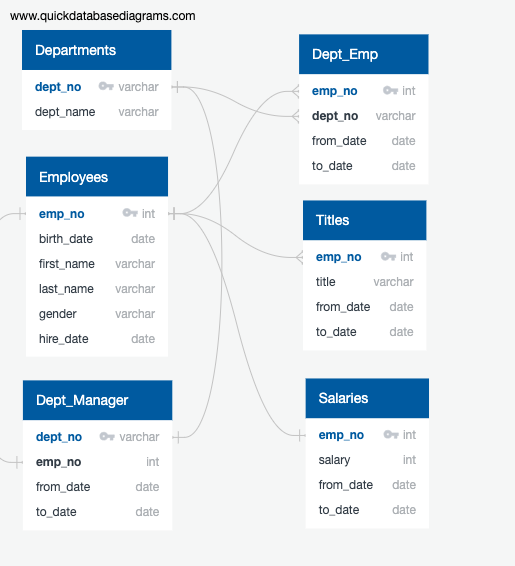 www.quickdatabasediagrams.com
Departments
dept_no varchar
dept_name varchar
Employees
emp_no int
birth_date date
first_name varchar
last_name varchar
gender varchar
hire_date date
Dept_Manager
dept_no varchar
emp_no int
from_date date
to_date date
Dept_Emp
emp_no int
dept_no varchar
from_date date
to_date date
Titles
emp_no int
title varchar
from_date date
to_date date
Salaries
emp_no int
salary int
from_date date
to_date date